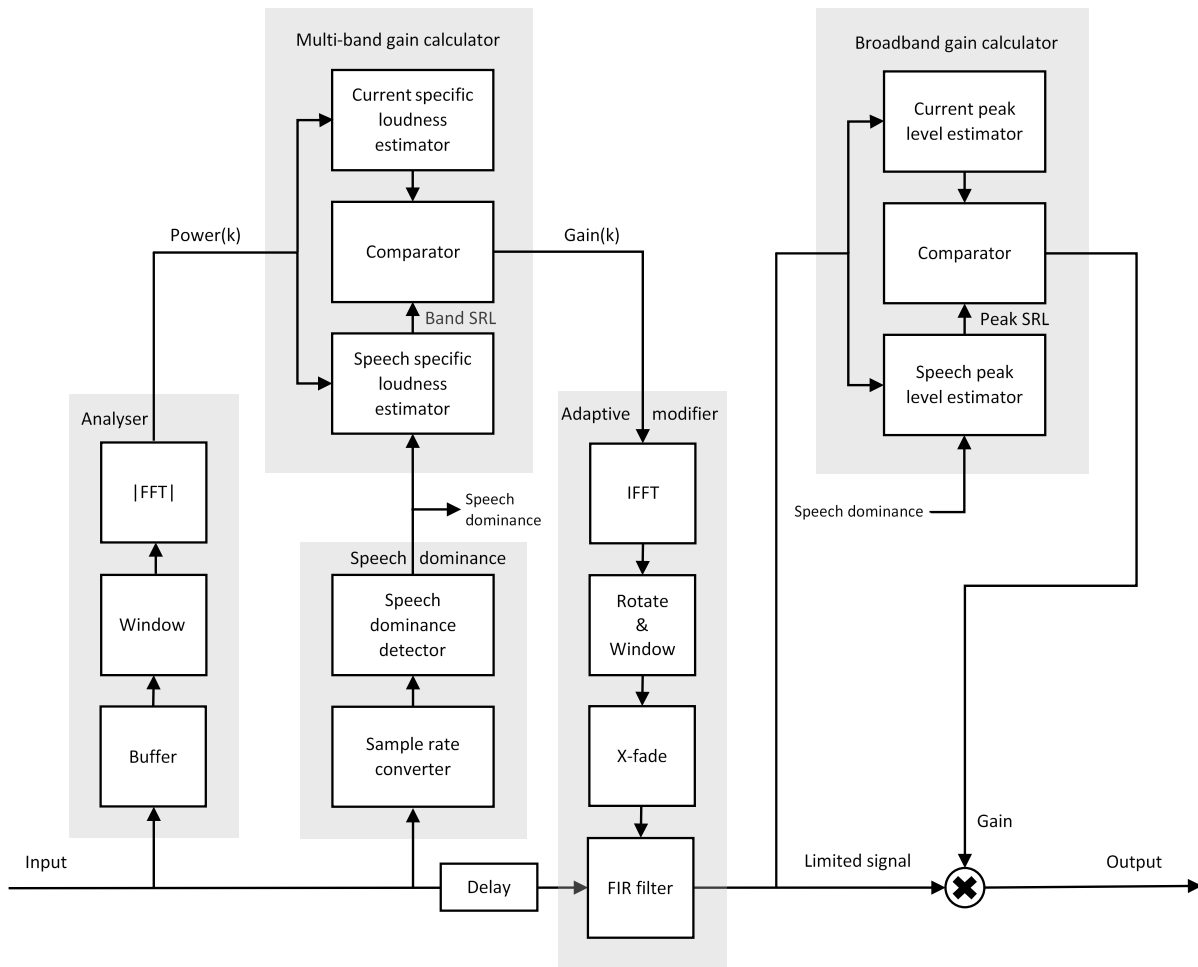 Multi-band gain calculator
Current specific
loudness
estimator
Power(k)
Comparator
Gain(k)
Band SRL
Speech specific
loudness
estimator
Analyser
|FFT|
Window
Buffer
Speech
dominance
Speech dominance
Speech
dominance
detector
Sample rate
converter
Adaptive modifier
IFFT
Rotate
&
Window
X-fade
FIR filter
Input
Delay
Broadband gain calculator
Current peak
level estimator
Comparator
Peak SRL
Speech peak
level estimator
Speech dominance
Gain
Limited signal
Output